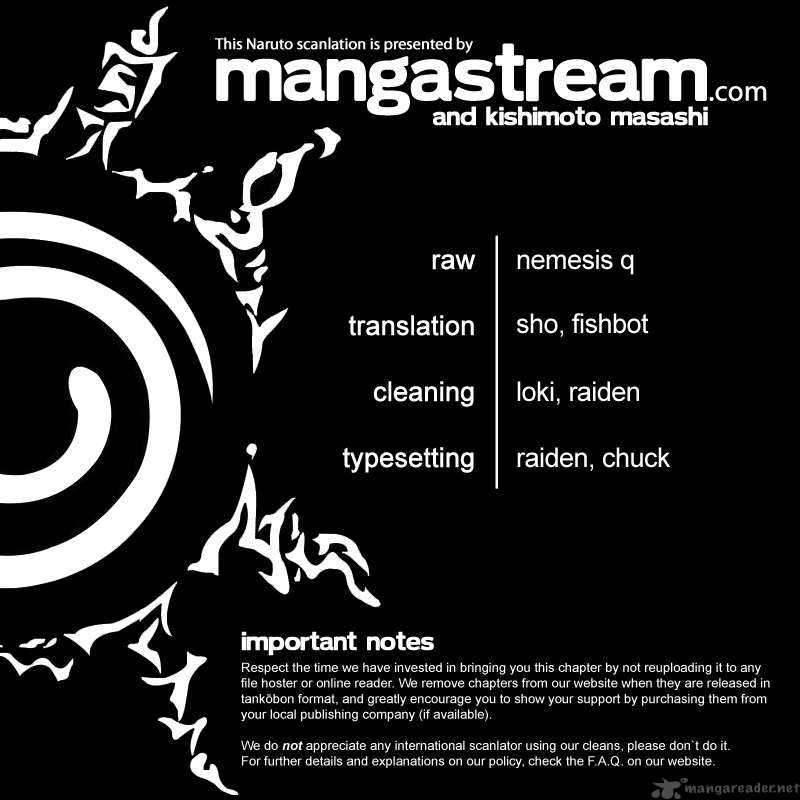 This Naruto scanlation is presented by
mangastream.com
and kishimoto masashi
raw nemesis q
translation sho, fishbot
cleaning loki, raiden
typesetting raiden, chuck
important notes
Respect the time we have invested in bringing you this chapter by not reuploading it to any
file hoster or online reader. We remove chapters from our website when they are released in
tankōbon format, and greatly encourage you to show your support by purchasing them from
your local publishing company (if available).
We do not appreciate any international scanlator using our cleans, please don`t do it.
For further details and explanations on our policy, check the F.A.Q. on our website.
mangareader.net